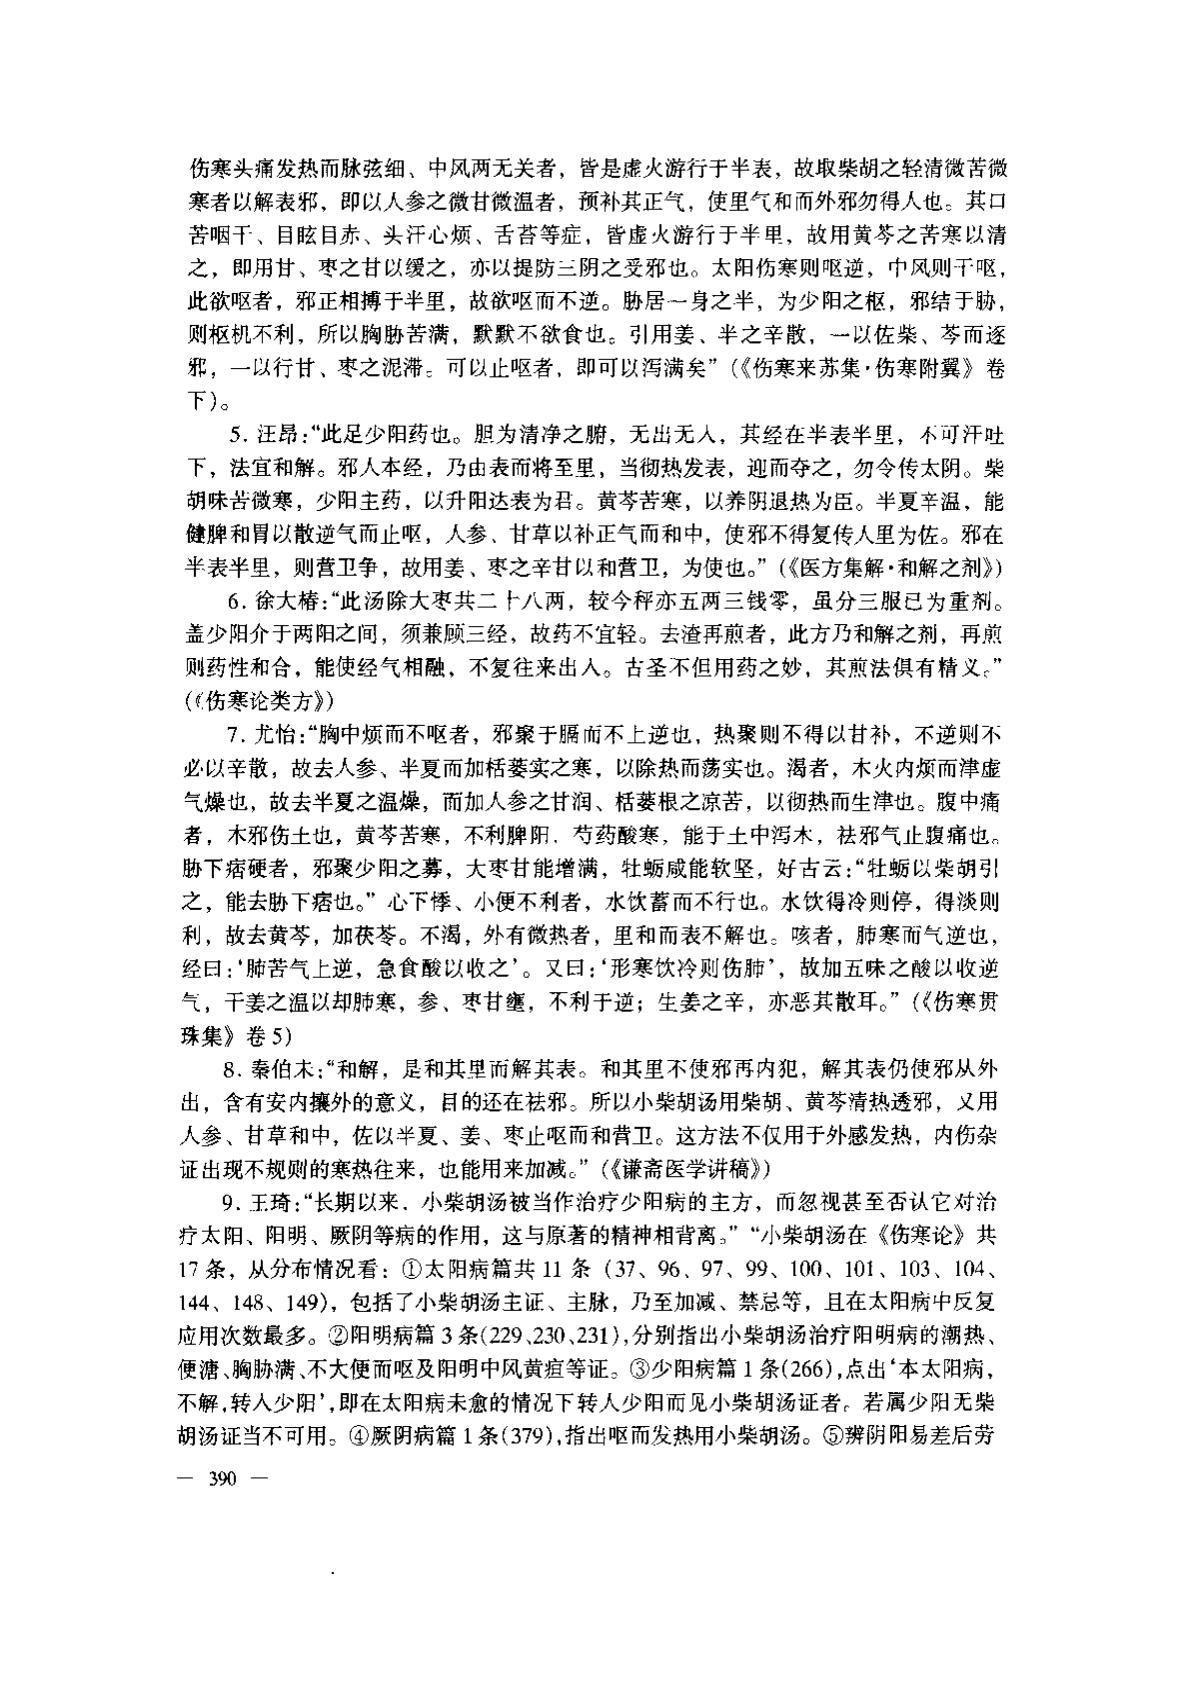 伤寒头痛发热而脉弦细、中风两无关者，皆是虚火游行于半表，故取柴胡之轻清微苦微
寒者以解表邪，即以人参之微甘微温者，预补其正气，使里气和而外邪勿得人也。其口
苦咽干、目眩目赤、头汗心烦、舌苔等症，皆虚火游行于半里，故用黄芩之苦寒以清
之，即用甘、枣之甘以缓之，亦以提防三阴之受邪也。太阳伤寒则呕逆，中风则干呕，
此欲呕者，邪正相搏于半里，故欲呕而不逆。胁居一身之半，为少阳之枢，邪结于胁，
则枢机不利，所以胸胁苦满，默默不欲食也。引用姜、半之辛散，一以佐柴、芩而逐
邪，一以行甘、枣之泥滞。可以止呕者，即可以泻满矣”（《伤寒来苏集·伤寒附翼》卷
下）。
5. 汪昂：“此足少阳药也。胆为清净之腑，无出无人，其经在半表半里，不可汗吐
下，法宜和解。邪人本经，乃由表而将至里，当彻热发表，迎而夺之，勿令传太阴。柴
胡味苦微寒，少阳主药，以升阳达表为君。黄芩苦寒，以养阴退热为臣。半夏辛温，能
健脾和胃以散逆气而止呕，人参、甘草以补正气而和中，使邪不得复传人里为佐。邪在
半表半里，则营卫争，故用姜、枣之辛甘以和营卫，为使也。”（《医方集解·和解之剂》）
6. 徐大椿：“此汤除大枣共二十八两，较今秤亦五两三钱零，虽分三服已为重剂。
盖少阳介于两阳之间，须兼顾三经，故药不宜轻。去渣再煎者，此方乃和解之剂，再煎
则药性和合，能使经气相融，不复往来出人。古圣不但用药之妙，其煎法俱有精义。”
（《伤寒论类方》）
7. 尤怡：“胸中烦而不呕者，邪聚于膈而不上逆也，热聚则不得以甘补，不逆则不
必以辛散，故去人参、半夏而加栝蒌实之寒，以除热而荡实也。渴者，木火内烦而津虚
气燥也，故去半夏之温燥，而加人参之甘润、栝蒌根之凉苦，以彻热而生津也。腹中痛
者，木邪伤土也，黄芩苦寒，不利脾阳，芍药酸寒，能于土中泻木，祛邪气止腹痛也。
胁下痞硬者，邪聚少阳之募，大枣甘能增满，牡蛎咸能软坚，好古云：“牡蛎以柴胡引
之，能去胁下痞也。”心下悸、小便不利者，水饮蓄而不行也。水饮得冷则停，得淡则
利，故去黄芩，加茯苓。不渴，外有微热者，里和而表不解也。咳者，肺寒而气逆也，
经曰：‘肺苦气上逆，急食酸以收之’。又曰：‘形寒饮冷则伤肺’，故加五味之酸以收逆
气，干姜之温以却肺寒，参、枣甘壅，不利于逆；生姜之辛，亦恶其散耳。”（《伤寒贯
珠集》卷 5）
8. 秦伯未：“和解，是和其里而解其表。和其里不使邪再内犯，解其表仍使邪从外
出，含有安内攘外的意义，目的还在祛邪。所以小柴胡汤用柴胡、黄芩清热透邪，又用
人参、甘草和中，佐以半夏、姜、枣止呕而和营卫。这方法不仅用于外感发热，内伤杂
证出现不规则的寒热往来，也能用来加减。”（《谦斋医学讲稿》）
9. 王琦：“长期以来，小柴胡汤被当作治疗少阳病的主方，而忽视甚至否认它对治
疗太阳、阳明、厥阴等病的作用，这与原著的精神相背离。”“小柴胡汤在《伤寒论》共
17 条，从分布情况看：①太阳病篇共 11 条（37、96、97、99、100、101、103、104、
144、148、149），包括了小柴胡汤主证、主脉，乃至加减、禁忌等，且在太阳病中反复
应用次数最多。②阳明病篇 3 条(229、230、231)，分别指出小柴胡汤治疗阳明病的潮热、
便溏、胸胁满、不大便而呕及阳明中风黄疸等证。③少阳病篇 1 条(266)，点出‘本太阳病，
不解，转人少阳’，即在太阳病未愈的情况下转人少阳而见小柴胡汤证者。若属少阳无柴
胡汤证当不可用。④厥阴病篇 1 条(379)，指出呕而发热用小柴胡汤。⑤辨阴阳易差后劳
— 390 —